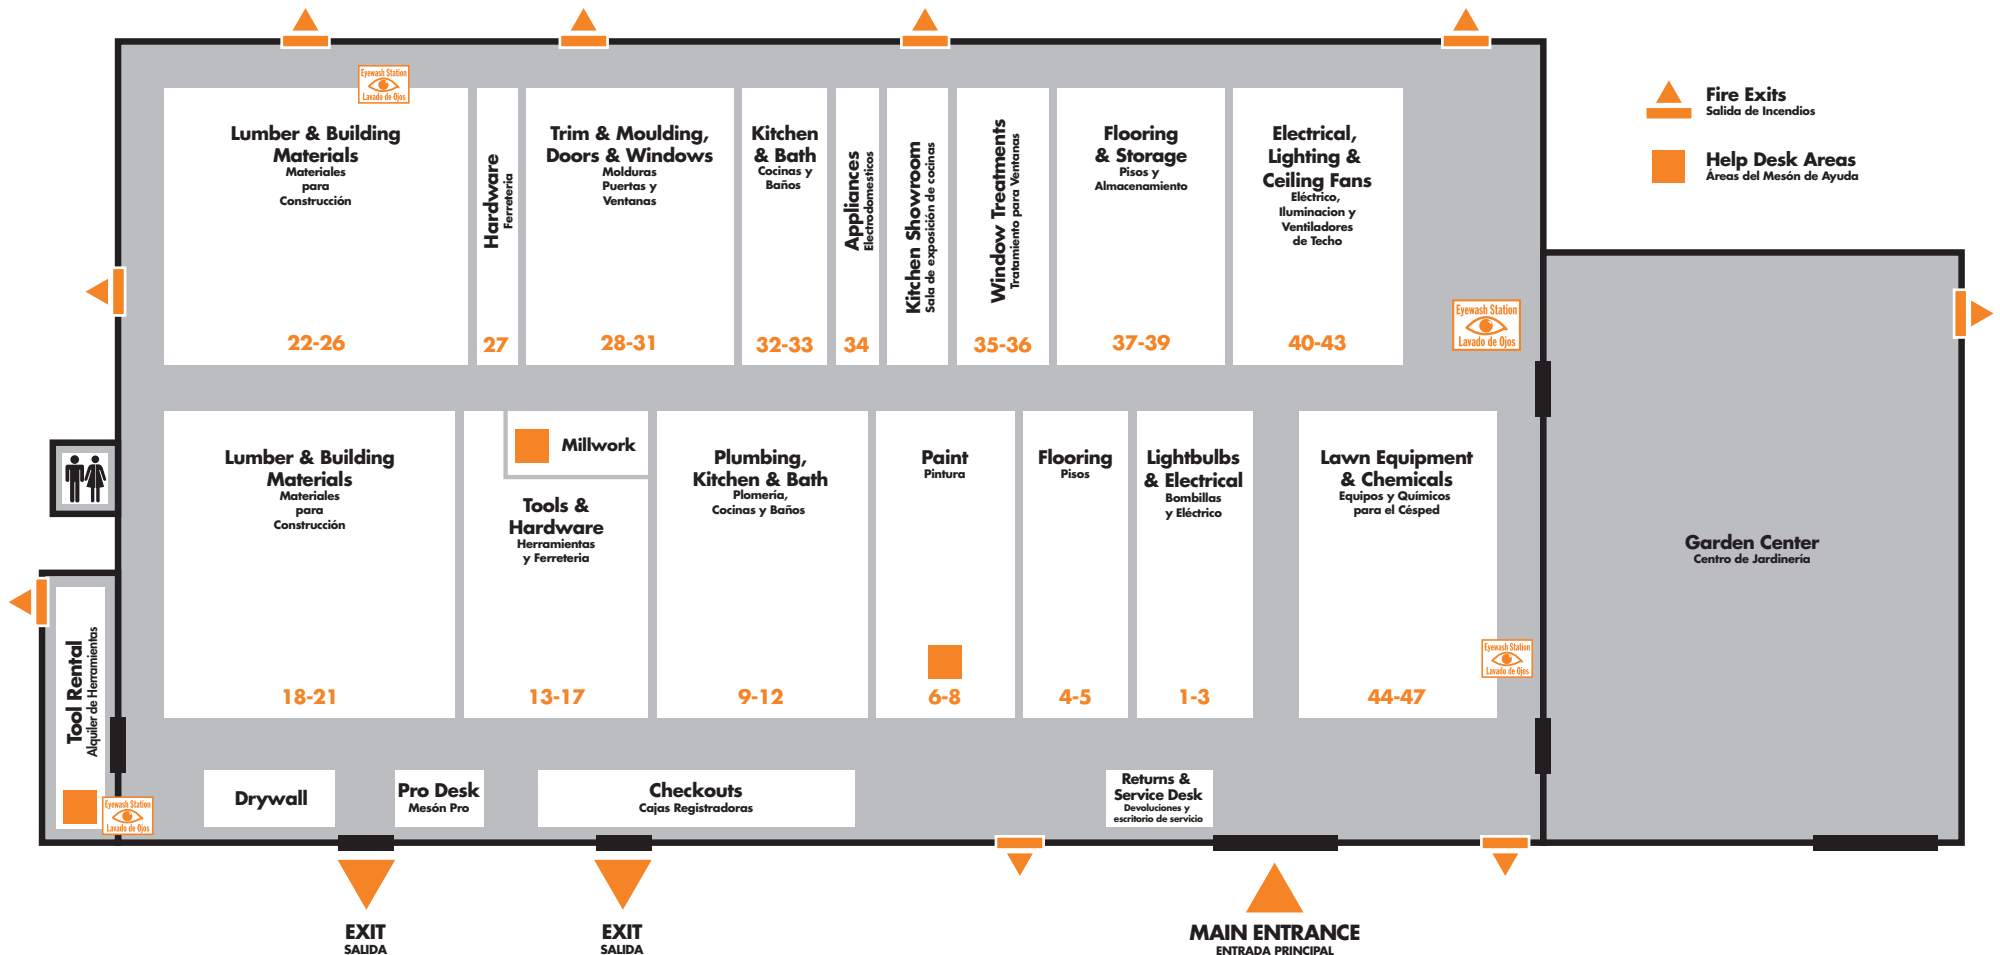 Eyewash Station
Lavado de Ojos
Lumber & Building
Materials
Materiales
para
Construcción
22-26
Hardware
Ferreteria
27
Trim & Moulding,
Doors & Windows
Molduras
Puertas y
Ventanas
28-31
Kitchen
& Bath
Cocinas y
Baños
32-33
Appliances
Electrodomesticos
34
Kitchen Showroom
Sala de exposición de cocinas
Window Treatments
Tratamiento para Ventanas
35-36
Flooring
& Storage
Pisos y
Almacenamiento
37-39
Electrical,
Lighting &
Ceiling Fans
Eléctrico,
Iluminacion y
Ventiladores
de Techo
40-43
Eyewash Station
Lavado de Ojos
Fire Exits
Salida de Incendios
Help Desk Areas
Áreas del Mesón de Ayuda
Lumber & Building
Materials
Materiales
para
Construcción
18-21
Millwork
Tools &
Hardware
Herramientas
y Ferreteria
13-17
Plumbing,
Kitchen & Bath
Plomería,
Cocinas y Baños
9-12
Paint
Pintura
6-8
Flooring
Pisos
4-5
Lightbulbs
& Electrical
Bombillas
y Eléctrico
1-3
Lawn Equipment
& Chemicals
Equipos y Químicos
para el Césped
44-47
Eyewash Station
Lavado de Ojos
Garden Center
Centro de Jardinería
Tool Rental
Alquiler de Herramientas
Eyewash Station
Lavado de Ojos
Drywall
Pro Desk
Mesón Pro
Checkouts
Cajas Registradoras
Returns &
Service Desk
Devoluciones y
escritorio de servicio
EXIT
SALIDA
EXIT
SALIDA
MAIN ENTRANCE
ENTRADA PRINCIPAL